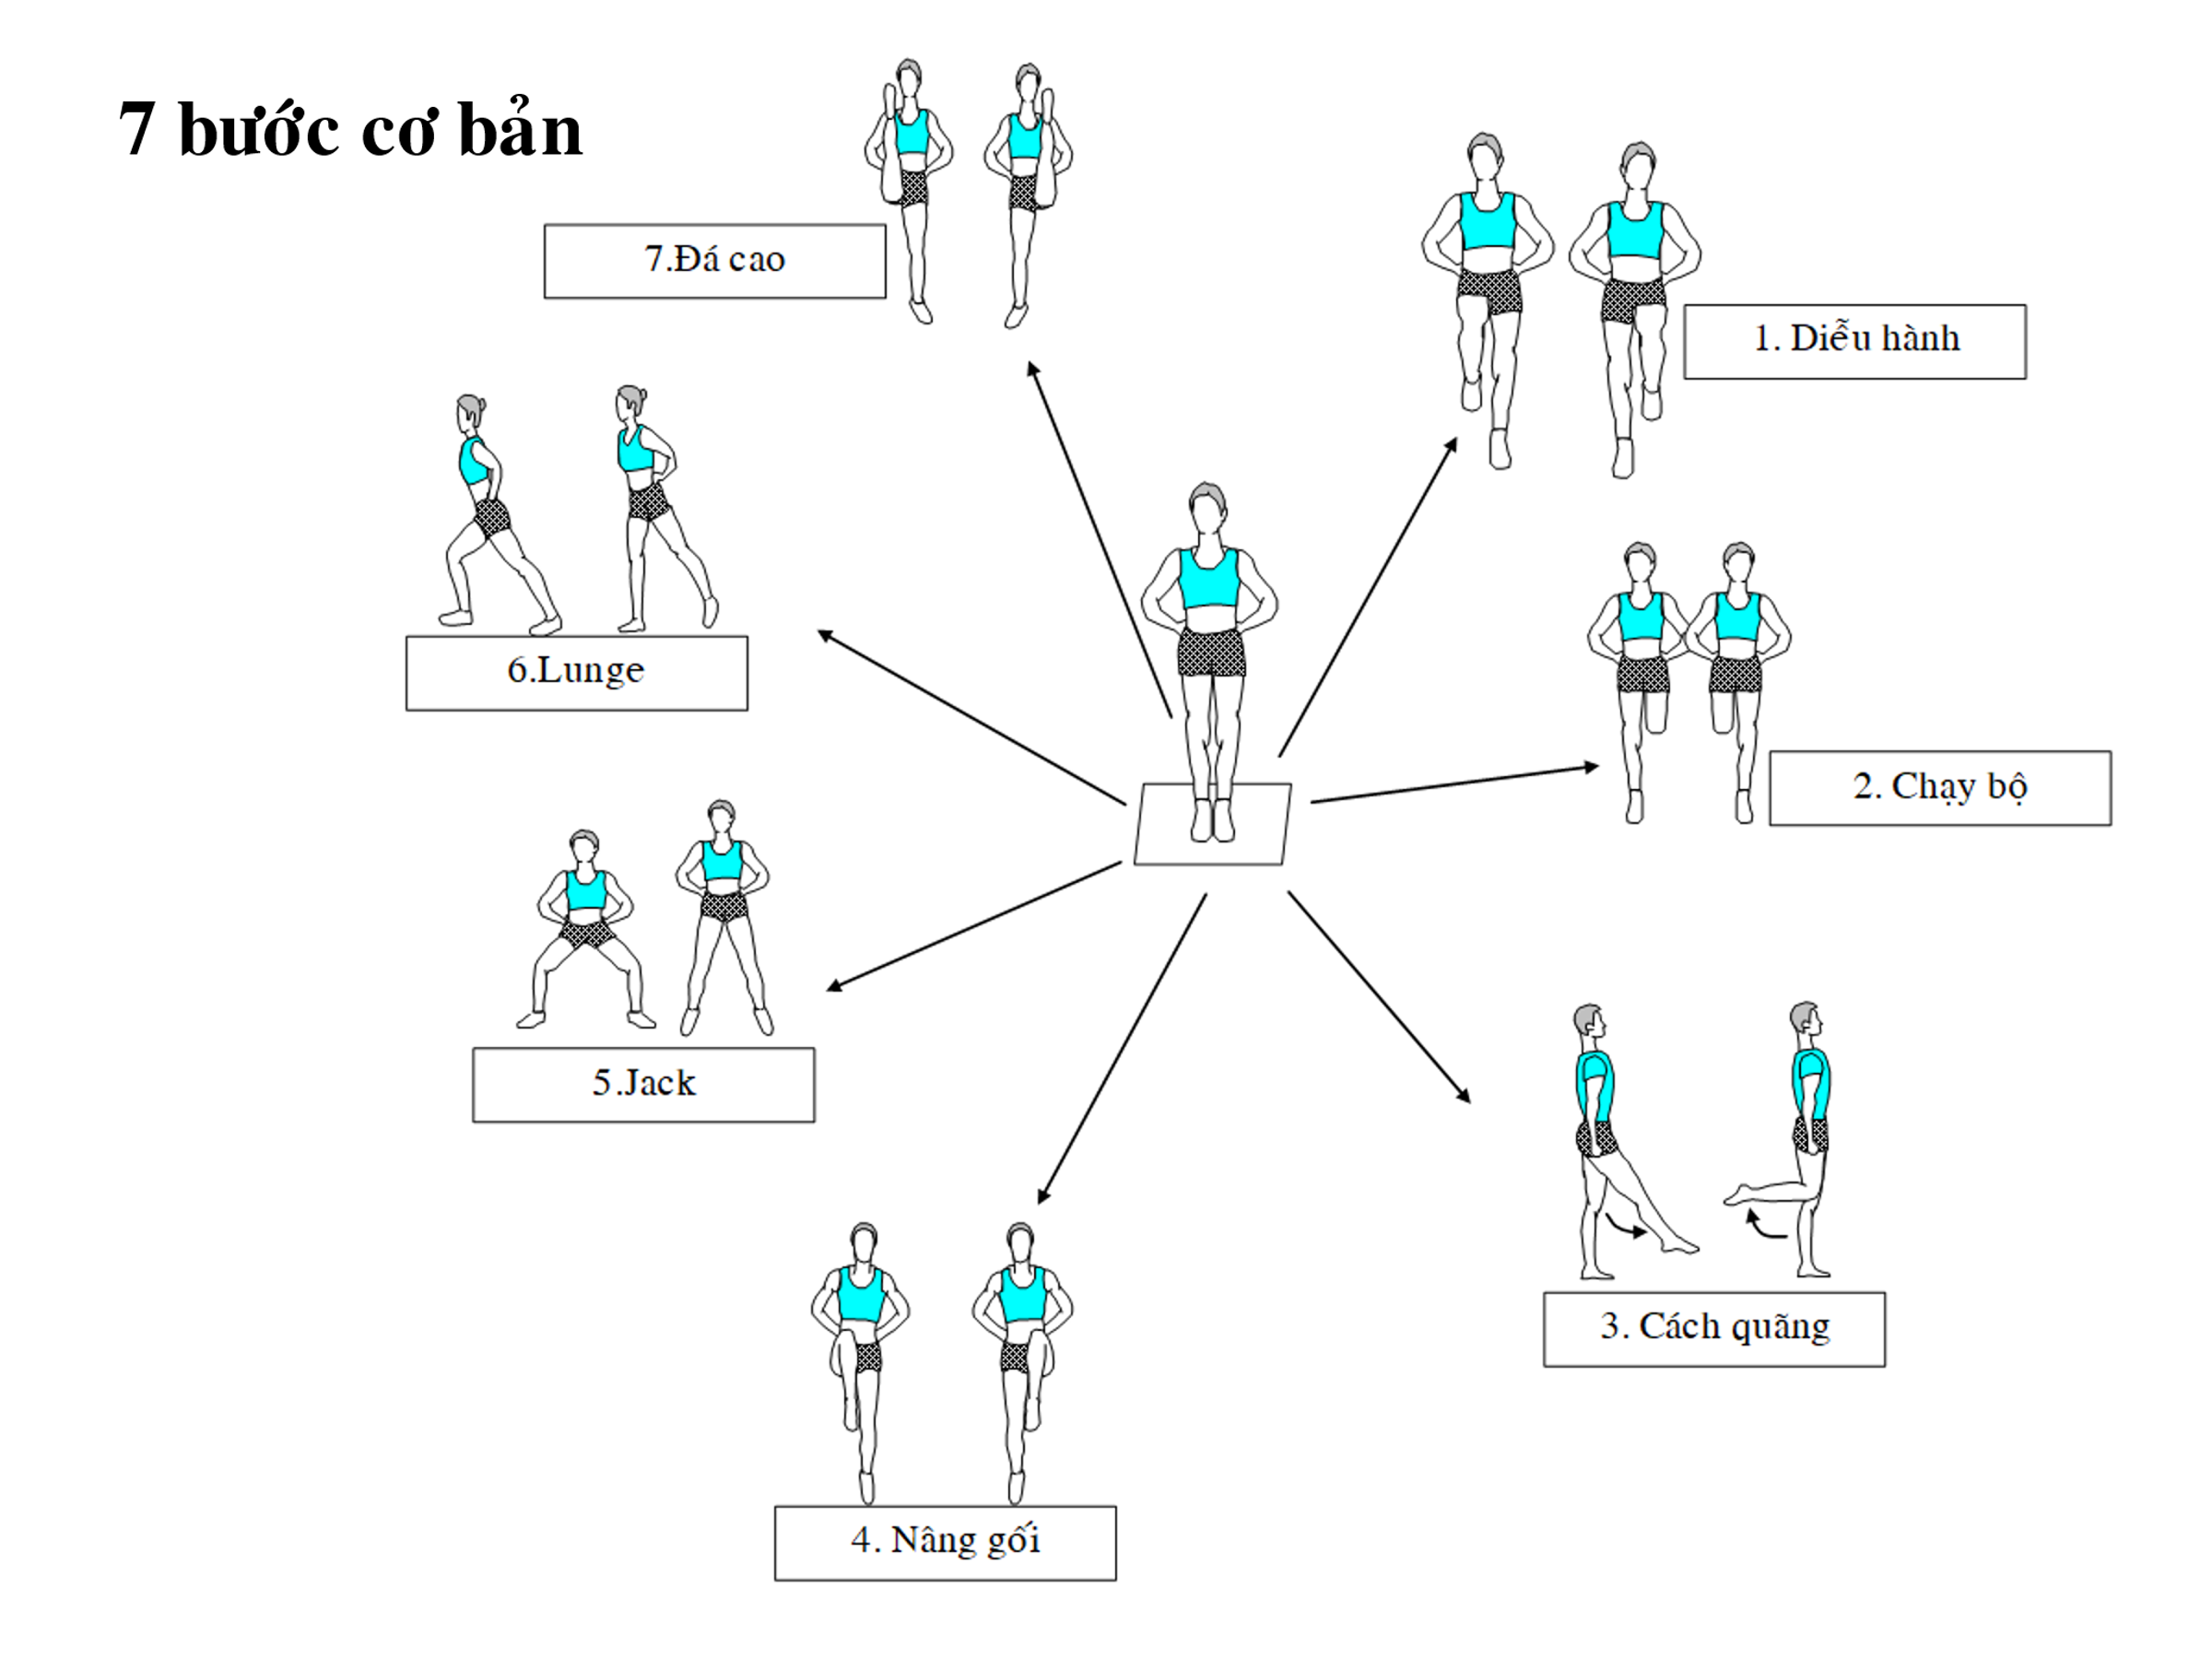 7 bước cơ bản
7.Đá cao
1. Diễu hành
6.Lunge
2. Chạy bộ
5.Jack
3. Cách quãng
4. Nâng gối